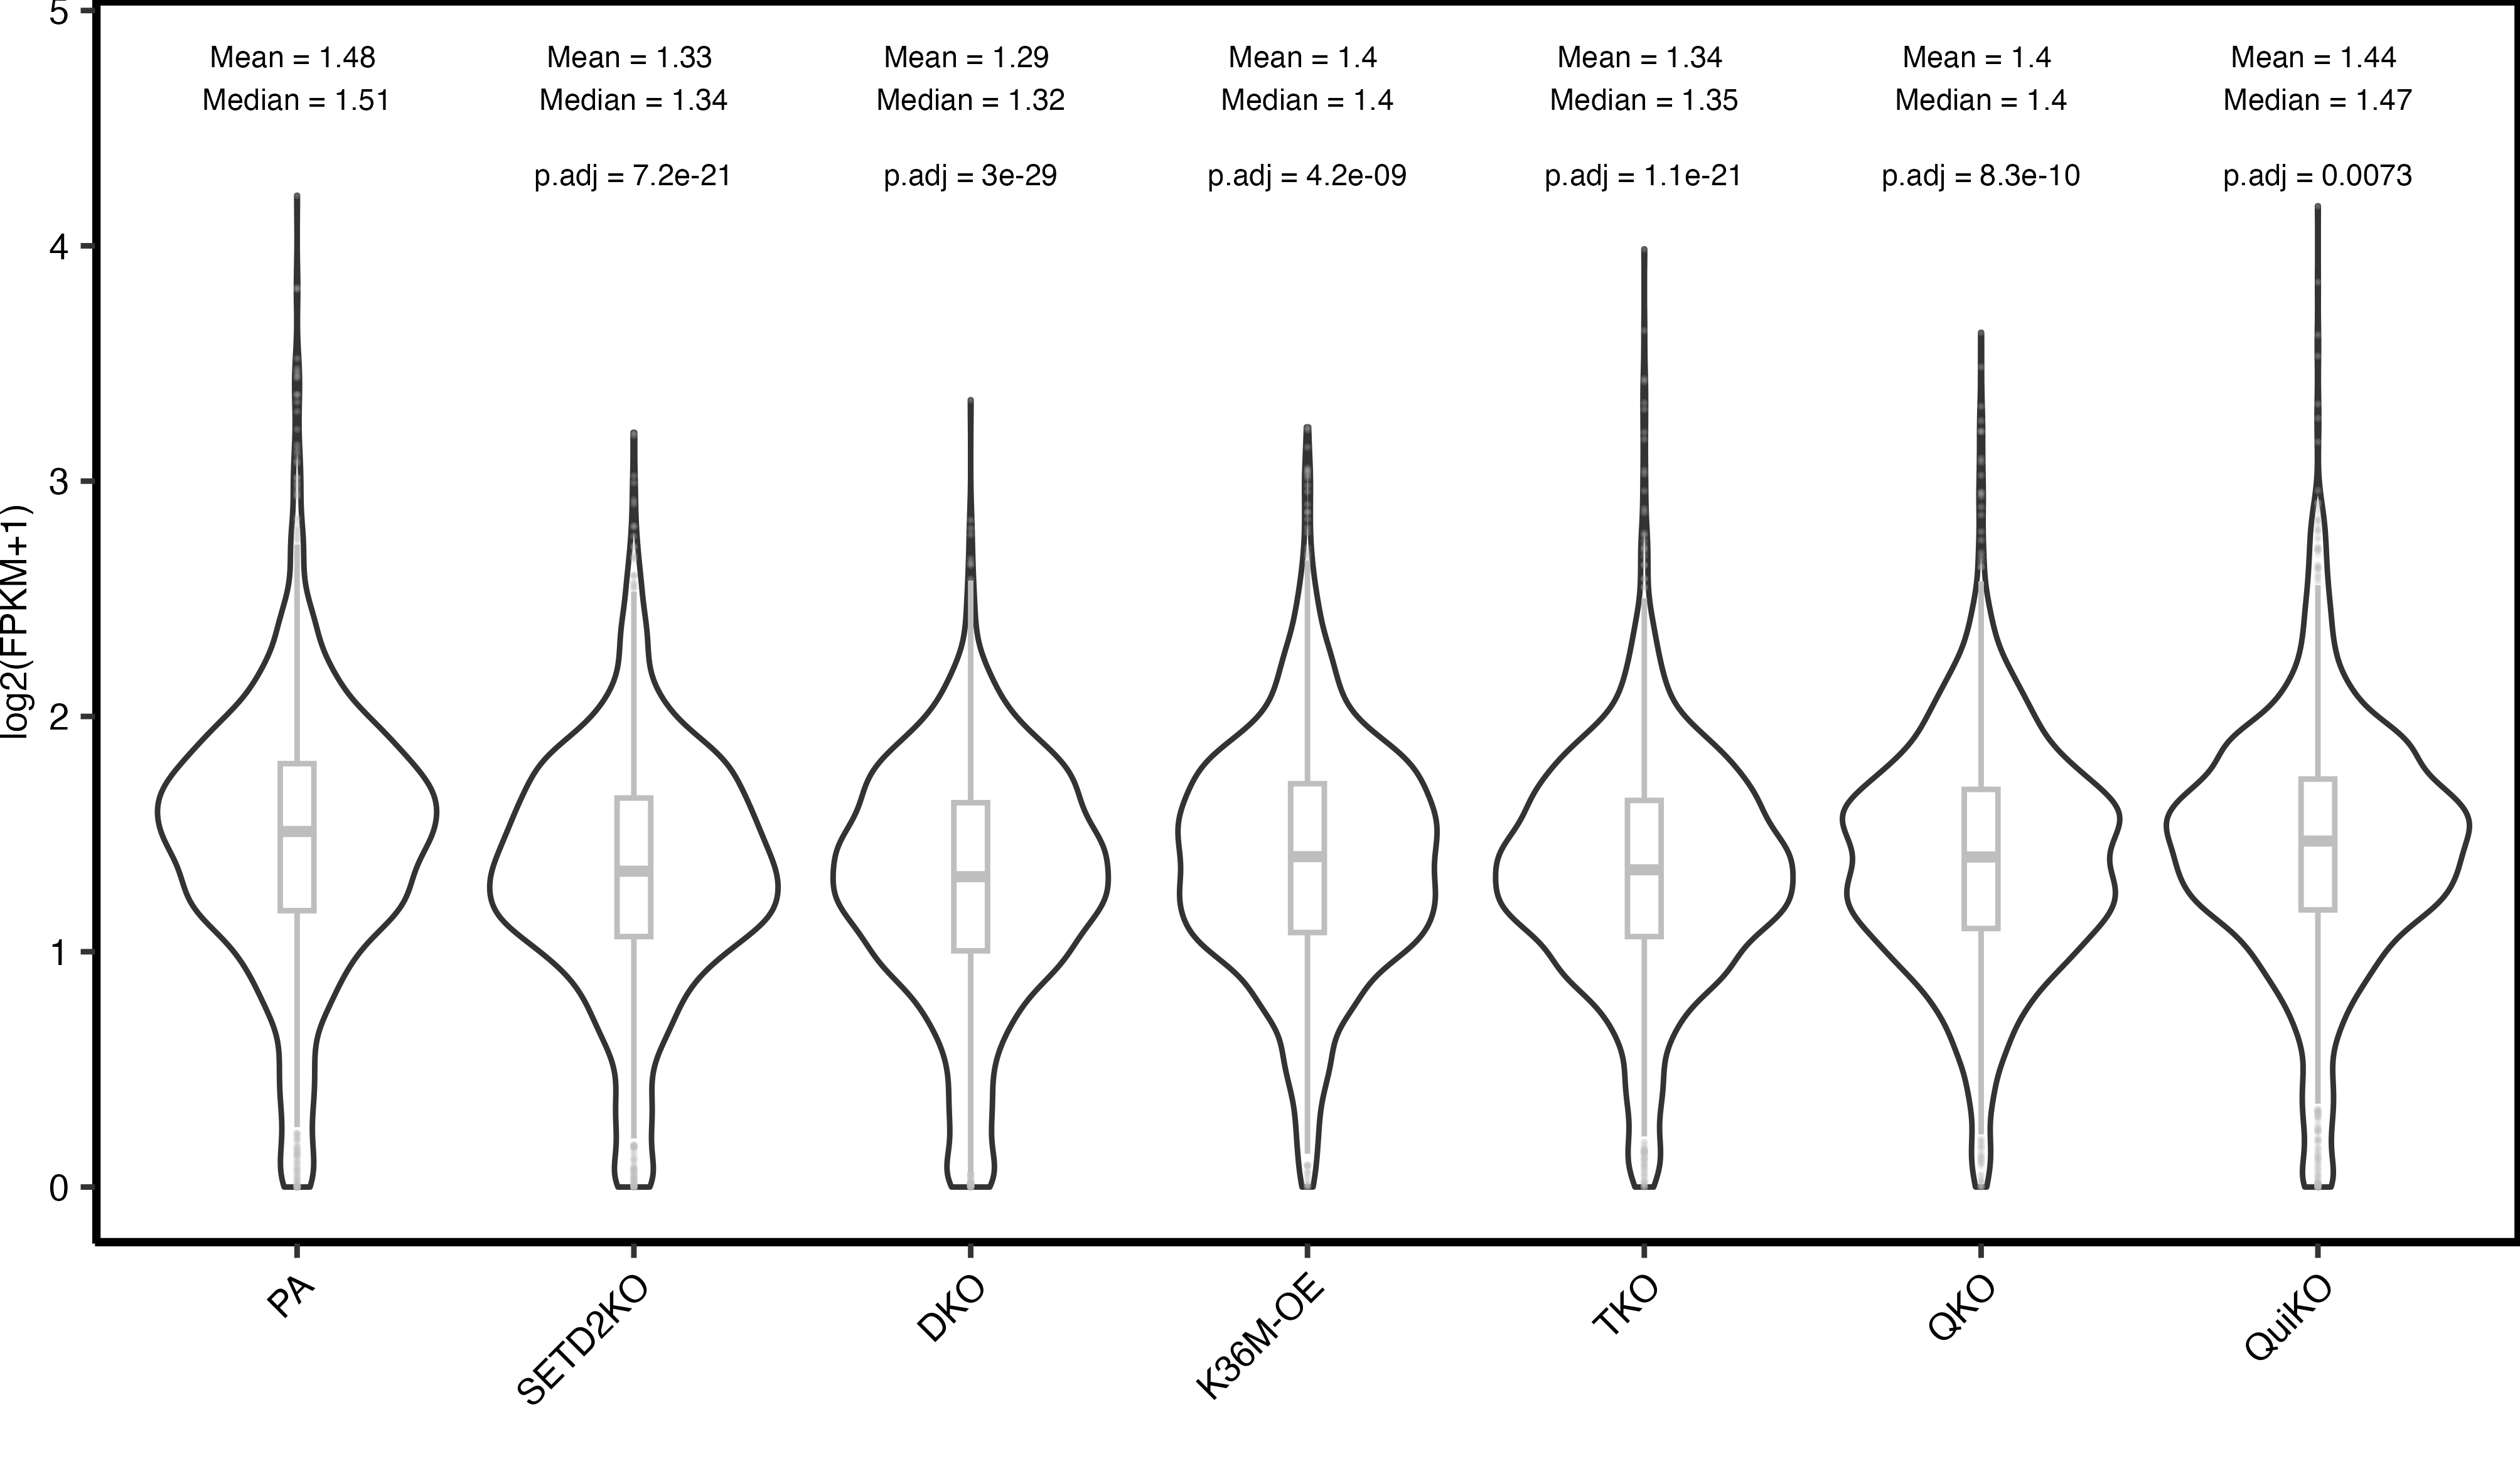 5
Mean = 1.48
Median = 1.51
Mean = 1.33
Median = 1.34
p.adj = 7.2e-21
Mean = 1.29
Median = 1.32
p.adj = 3e-29
Mean = 1.4
Median = 1.4
p.adj = 4.2e-09
Mean = 1.34
Median = 1.35
p.adj = 1.1e-21
Mean = 1.4
Median = 1.4
p.adj = 8.3e-10
Mean = 1.44
Median = 1.47
p.adj = 0.0073
4
3
2
1
0
log2(FPKM+1)
PA
SETD2KO
DKO
K36M-OE
TKO
QKO
QuiKO